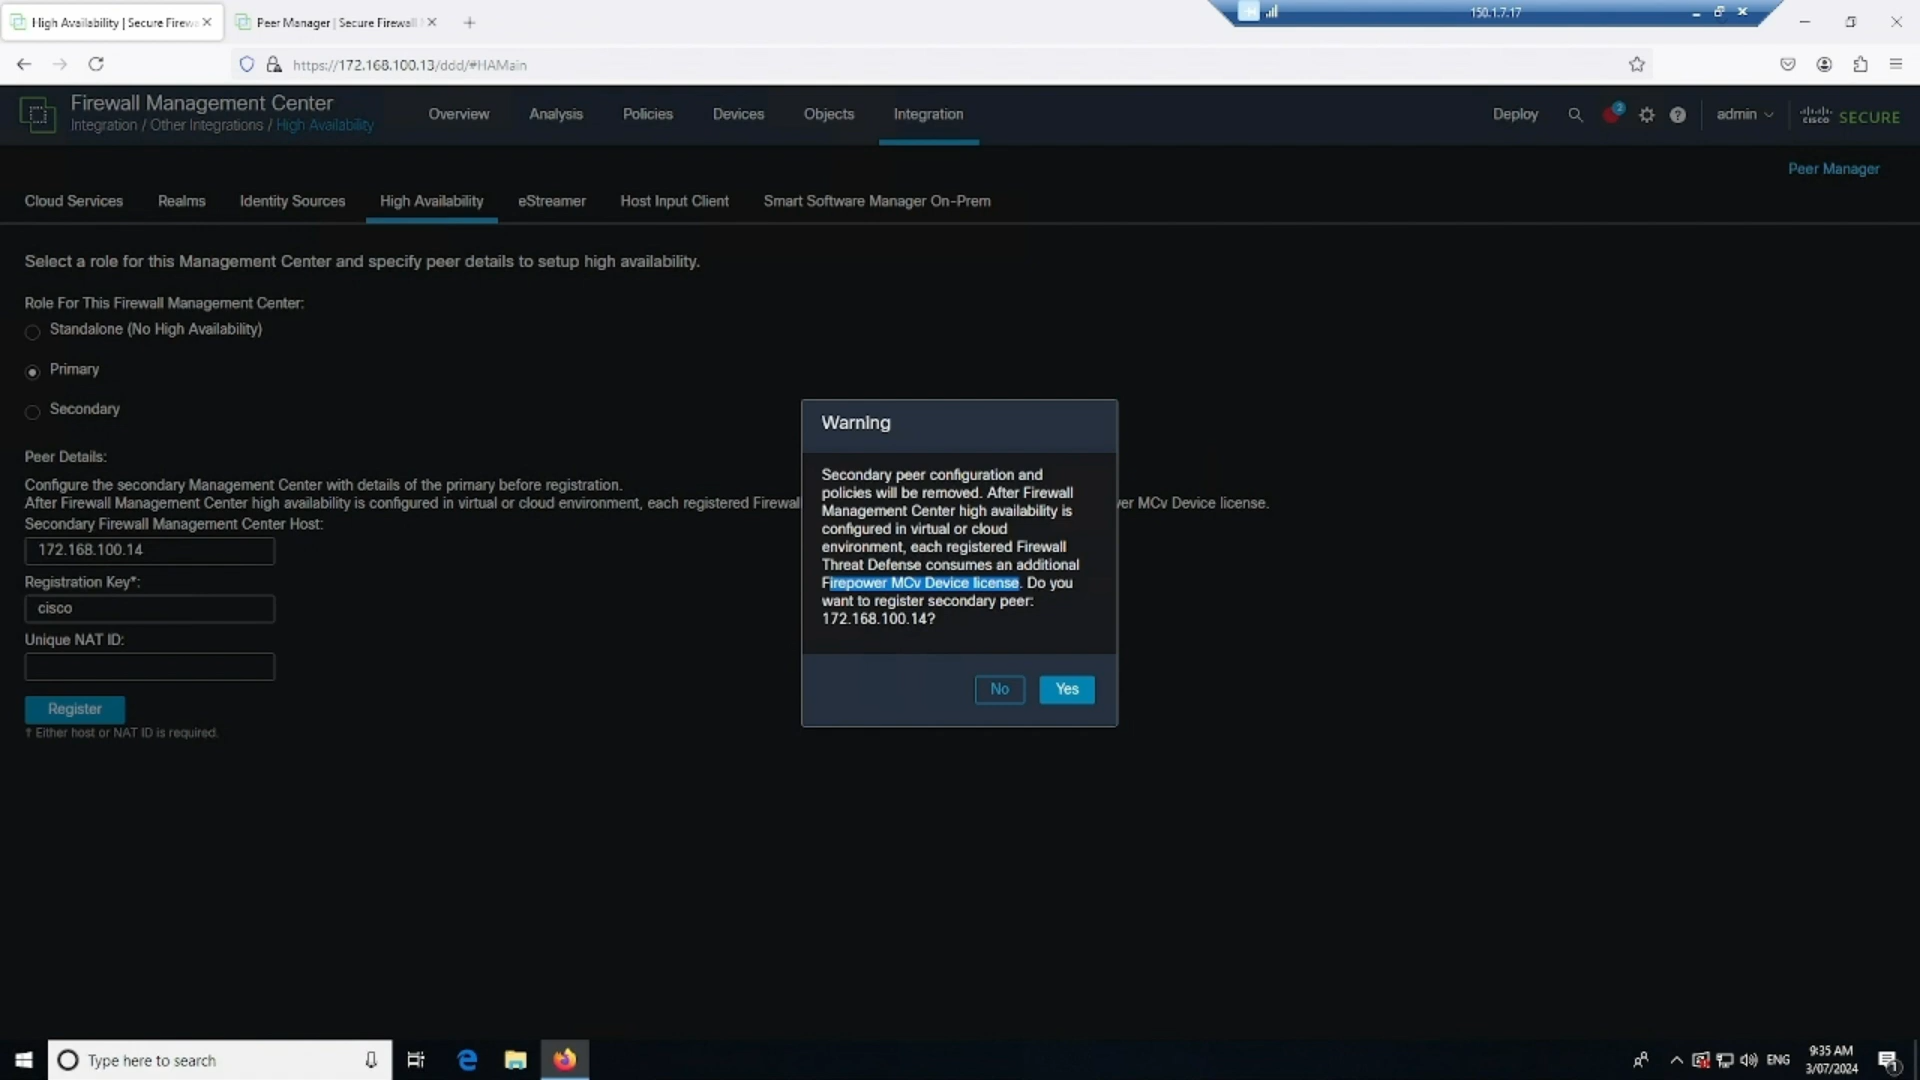 High Availability | Secure Firewa
Peer Manager | Secure Firewall
150.1.7.17
https://172.168.100.13/ddd/#HAMain
Firewall Management Center
Integration / Other Integrations / High Availability
Overview
Analysis
Policies
Devices
Objects
Integration
Deploy
2
admin
cisco SECURE
Peer Manager
Cloud Services
Realms
Identity Sources
High Availability
eStreamer
Host Input Client
Smart Software Manager On-Prem
Select a role for this Management Center and specify peer details to setup high availability.
Role For This Firewall Management Center:
Standalone (No High Availability)
Primary
Secondary
Peer Details:
Configure the secondary Management Center with details of the primary before registration.
After Firewall Management Center high availability is configured in virtual or cloud environment, each registered Firewal
er MCv Device license.
Secondary Firewall Management Center Host:
172.168.100.14
Registration Key*:
cisco
Unique NAT ID:
Register
† Either host or NAT ID is required.
Warning
Secondary peer configuration and
policies will be removed. After Firewall
Management Center high availability is
configured in virtual or cloud
environment, each registered Firewall
Threat Defense consumes an additional
Firepower MCv Device license. Do you
want to register secondary peer:
172.168.100.14?
No
Yes
Type here to search
ENG
9:35 AM
3/07/2024
1